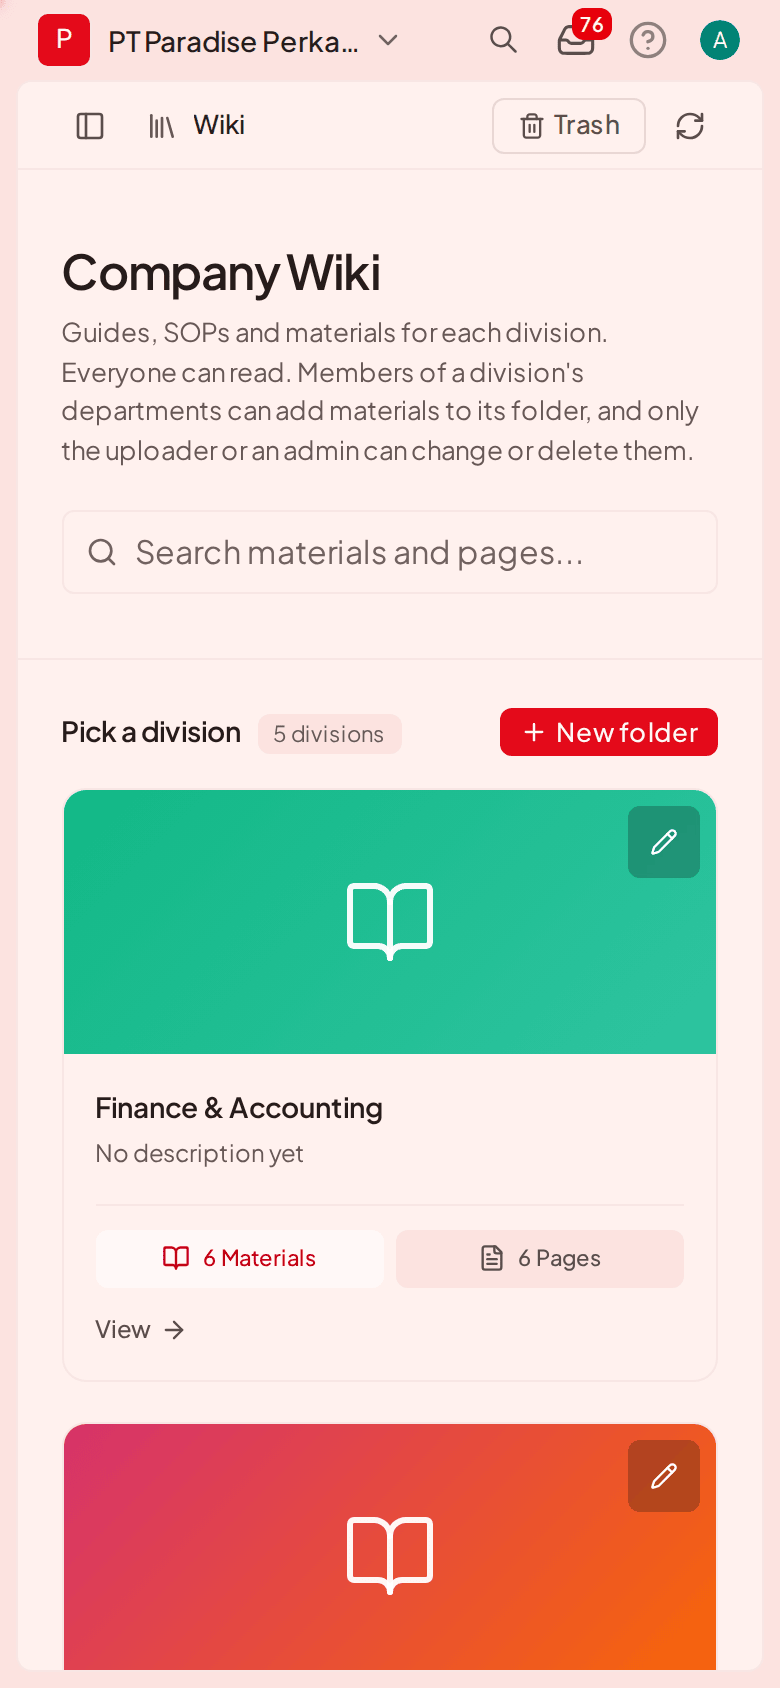 P
PT Paradise Perka...
76
A
Wiki
Trash
Company Wiki
Guides, SOPs and materials for each division.
Everyone can read. Members of a division's
departments can add materials to its folder, and only
the uploader or an admin can change or delete them.
Search materials and pages...
Pick a division
5 divisions
New folder
Finance & Accounting
No description yet
6 Materials
6 Pages
View